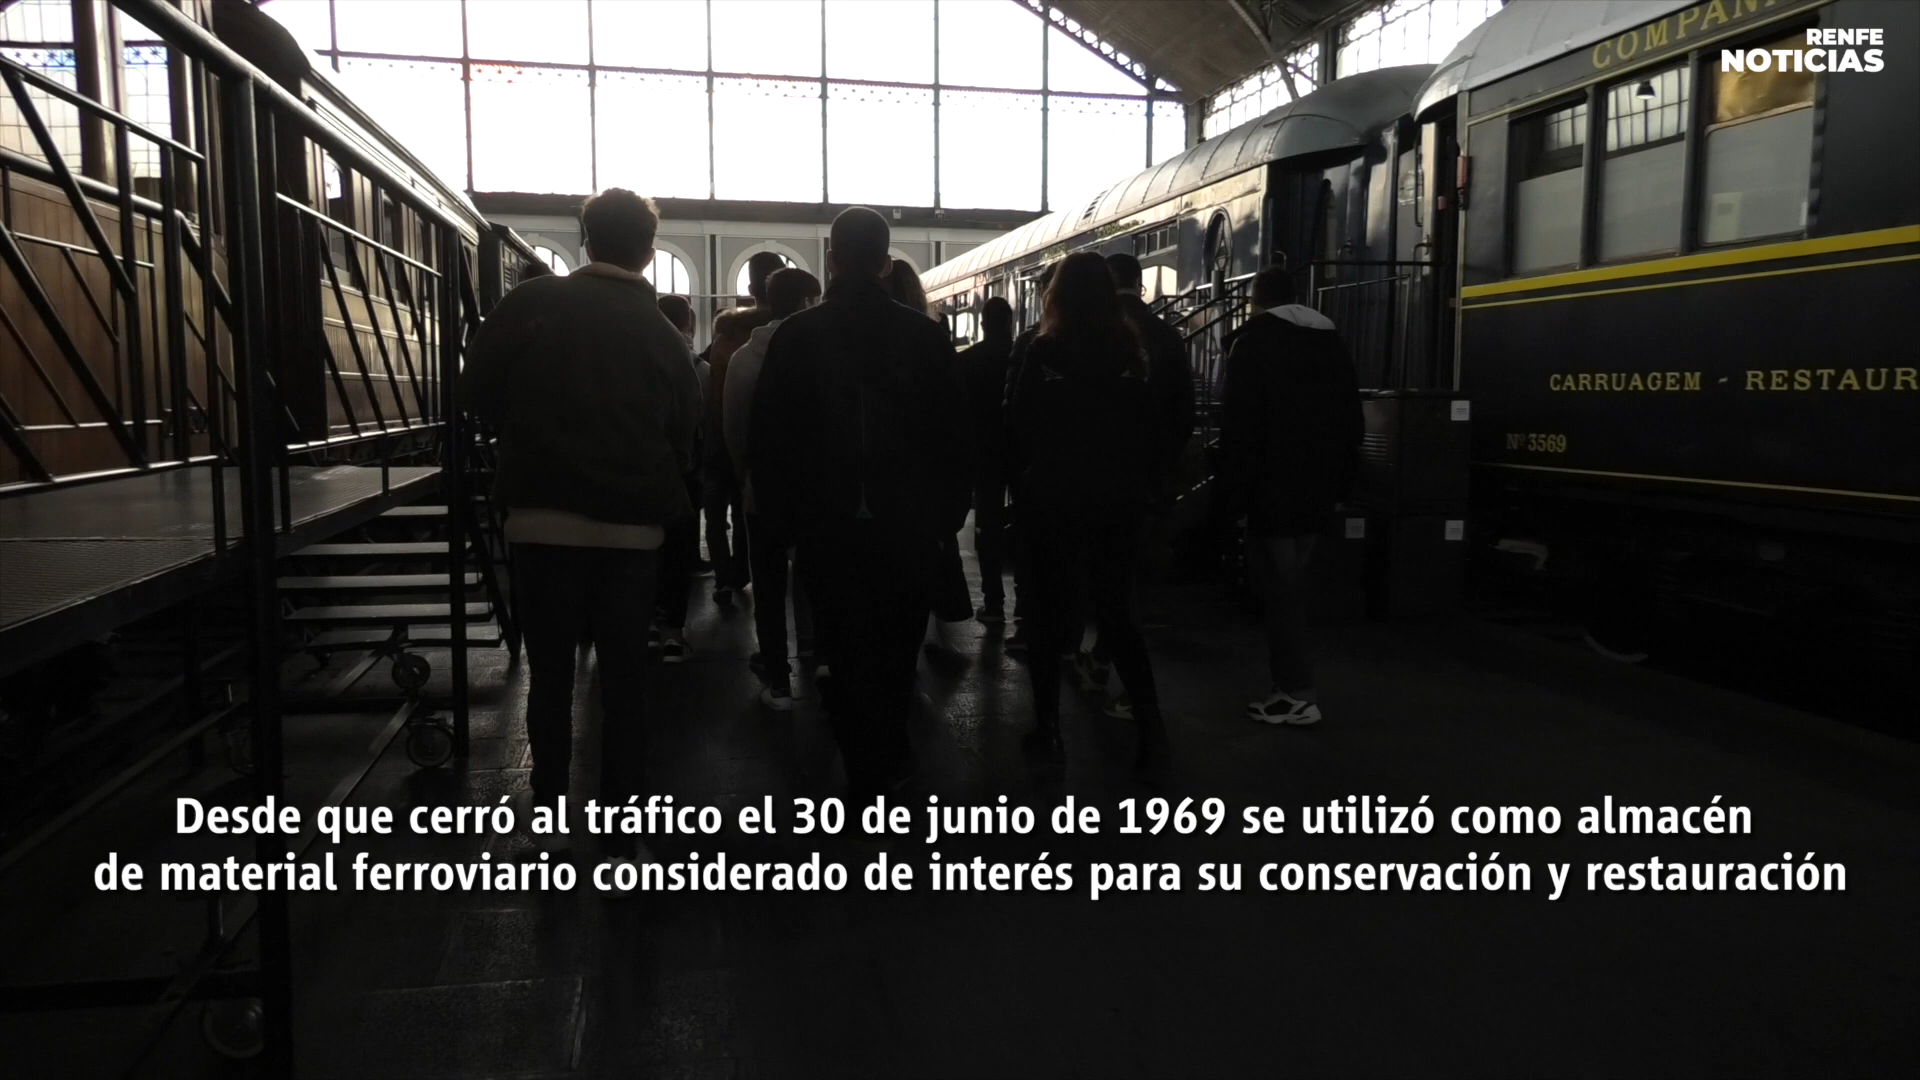 COMPAN
RENFE
NOTICIAS
CARRUAGEM - RESTAUR
Nº 3569
Desde que cerró al tráfico el 30 de junio de 1969 se utilizó como almacén
de material ferroviario considerado de interés para su conservación y restauración